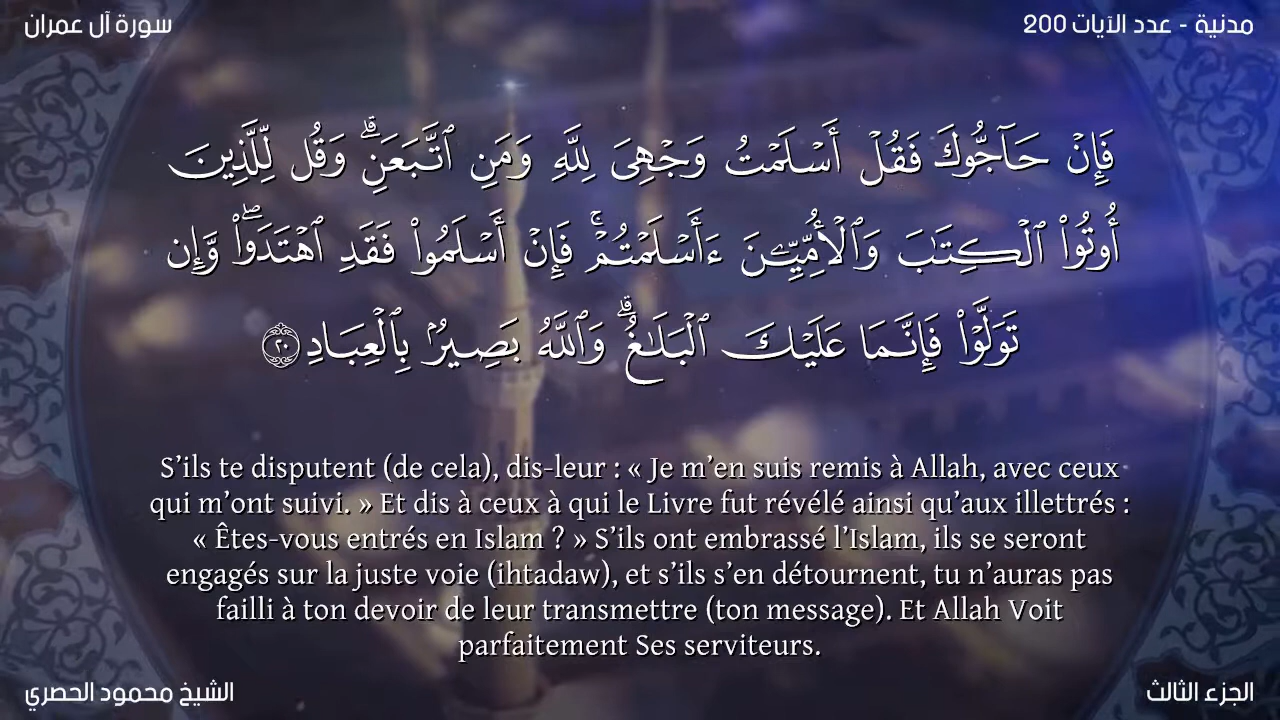 سورة آل عمران
مدنية - عدد الآيات 200
فَإِنْ حَآجُّوكَ فَقُلْ أَسْلَمْتُ وَجْهِىَ لِلَّهِ وَمَنِ ٱتَّبَعَنِ ۗ وَقُل لِّلَّذِينَ
أُوتُوا۟ ٱلْكِتَـٰبَ وَٱلْأُمِّيِّـۧنَ ءَأَسْلَمْتُمْ ۚ فَإِنْ أَسْلَمُوا۟ فَقَدِ ٱهْتَدَوا۟ ۖ وَّإِن
تَوَلَّوْا۟ فَإِنَّمَا عَلَيْكَ ٱلْبَلَـٰغُ ۗ وَٱللَّهُ بَصِيرٌۢ بِٱلْعِبَادِ ٢٠
S’ils te disputent (de cela), dis-leur : « Je m’en suis remis à Allah, avec ceux
qui m’ont suivi. » Et dis à ceux à qui le Livre fut révélé ainsi qu’aux illettrés :
« Êtes-vous entrés en Islam ? » S’ils ont embrassé l’Islam, ils se seront
engagés sur la juste voie (ihtadaw), et s’ils s’en détournent, tu n’auras pas
failli à ton devoir de leur transmettre (ton message). Et Allah Voit
parfaitement Ses serviteurs.
الشيخ محمود الحصري
الجزء الثالث